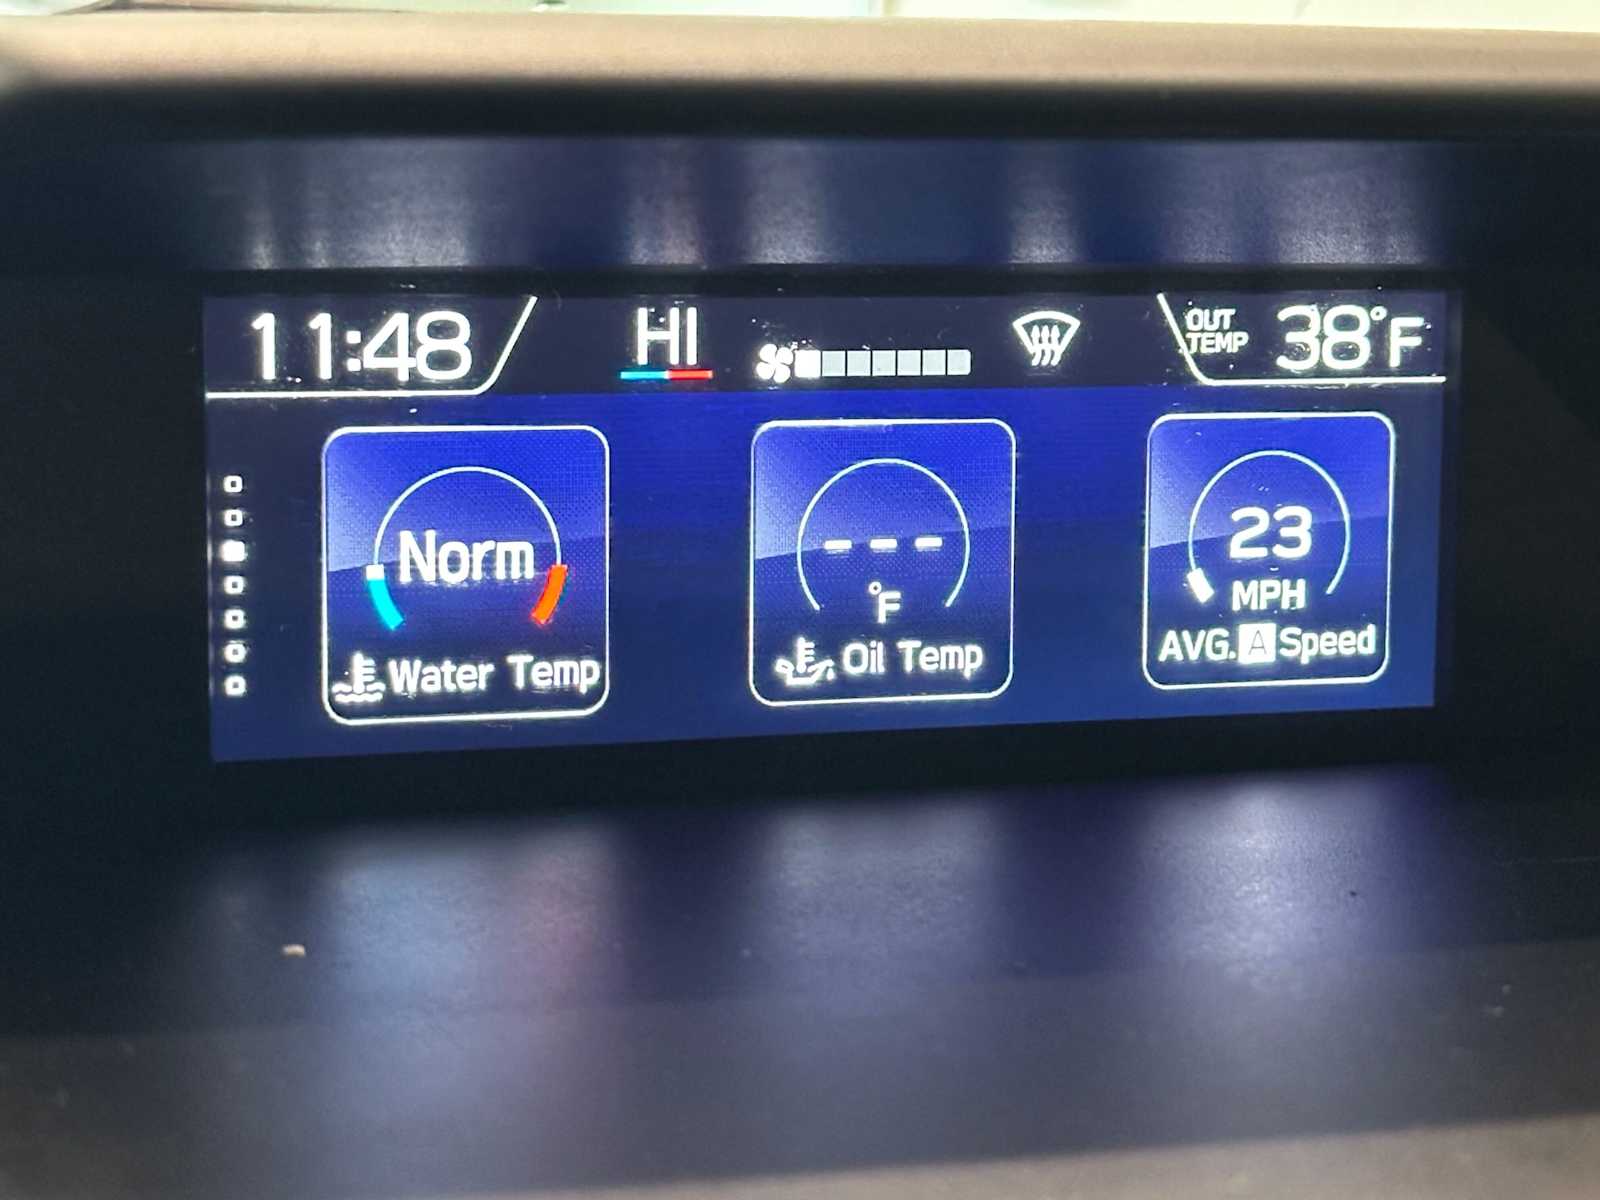 11:48
HI
OUT TEMP 38°F
Norm
Water Temp
---
°F
Oil Temp
23
MPH
AVG. A Speed